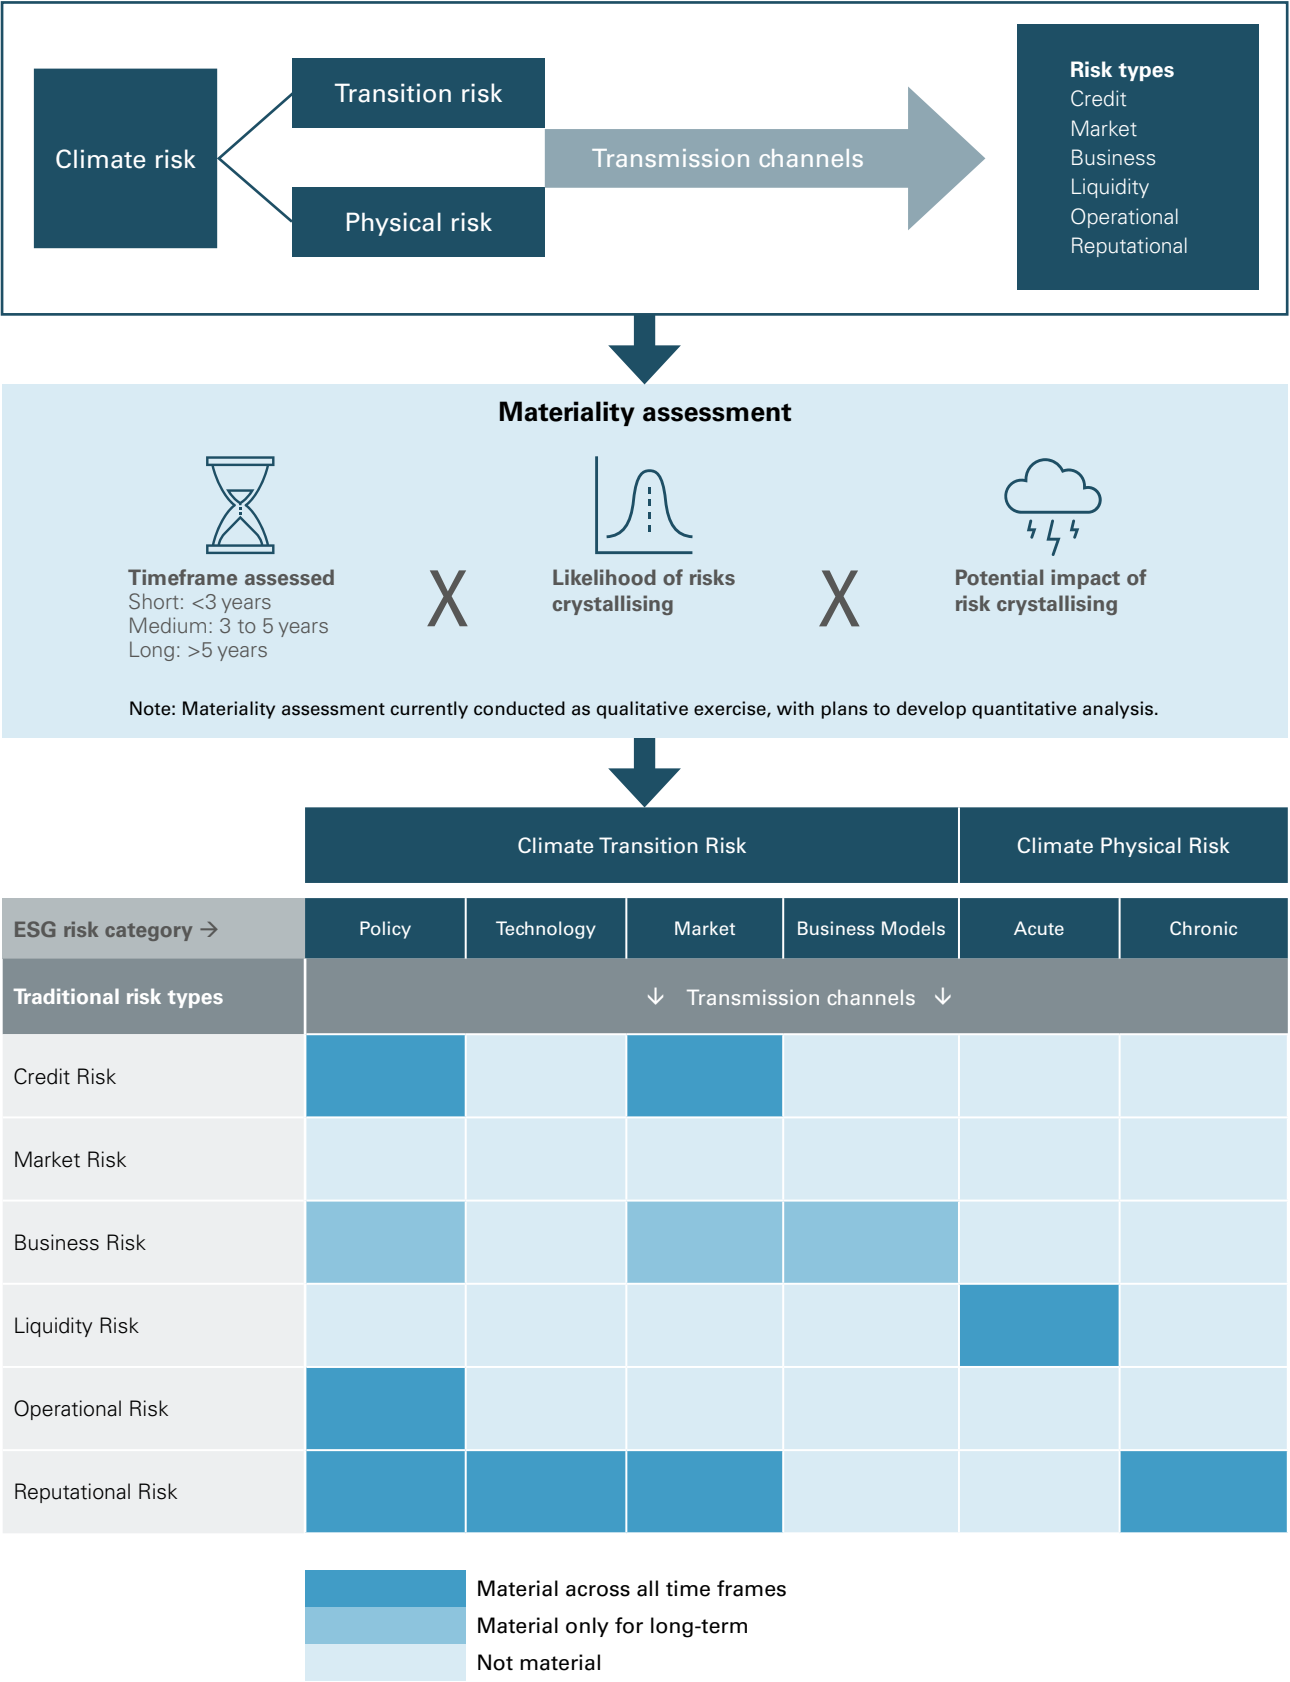 Climate risk
Transition risk
Physical risk
Transmission channels
Risk types
Credit
Market
Business
Liquidity
Operational
Reputational
Materiality assessment
Timeframe assessed
Short: <3 years
Medium: 3 to 5 years
Long: >5 years
X
Likelihood of risks
crystallising
X
Potential impact of
risk crystallising
Note: Materiality assessment currently conducted as qualitative exercise, with plans to develop quantitative analysis.
Climate Transition Risk
Climate Physical Risk
ESG risk category →
Policy
Technology
Market
Business Models
Acute
Chronic
Traditional risk types
↓ Transmission channels ↓
Credit Risk
Market Risk
Business Risk
Liquidity Risk
Operational Risk
Reputational Risk
Material across all time frames
Material only for long-term
Not material